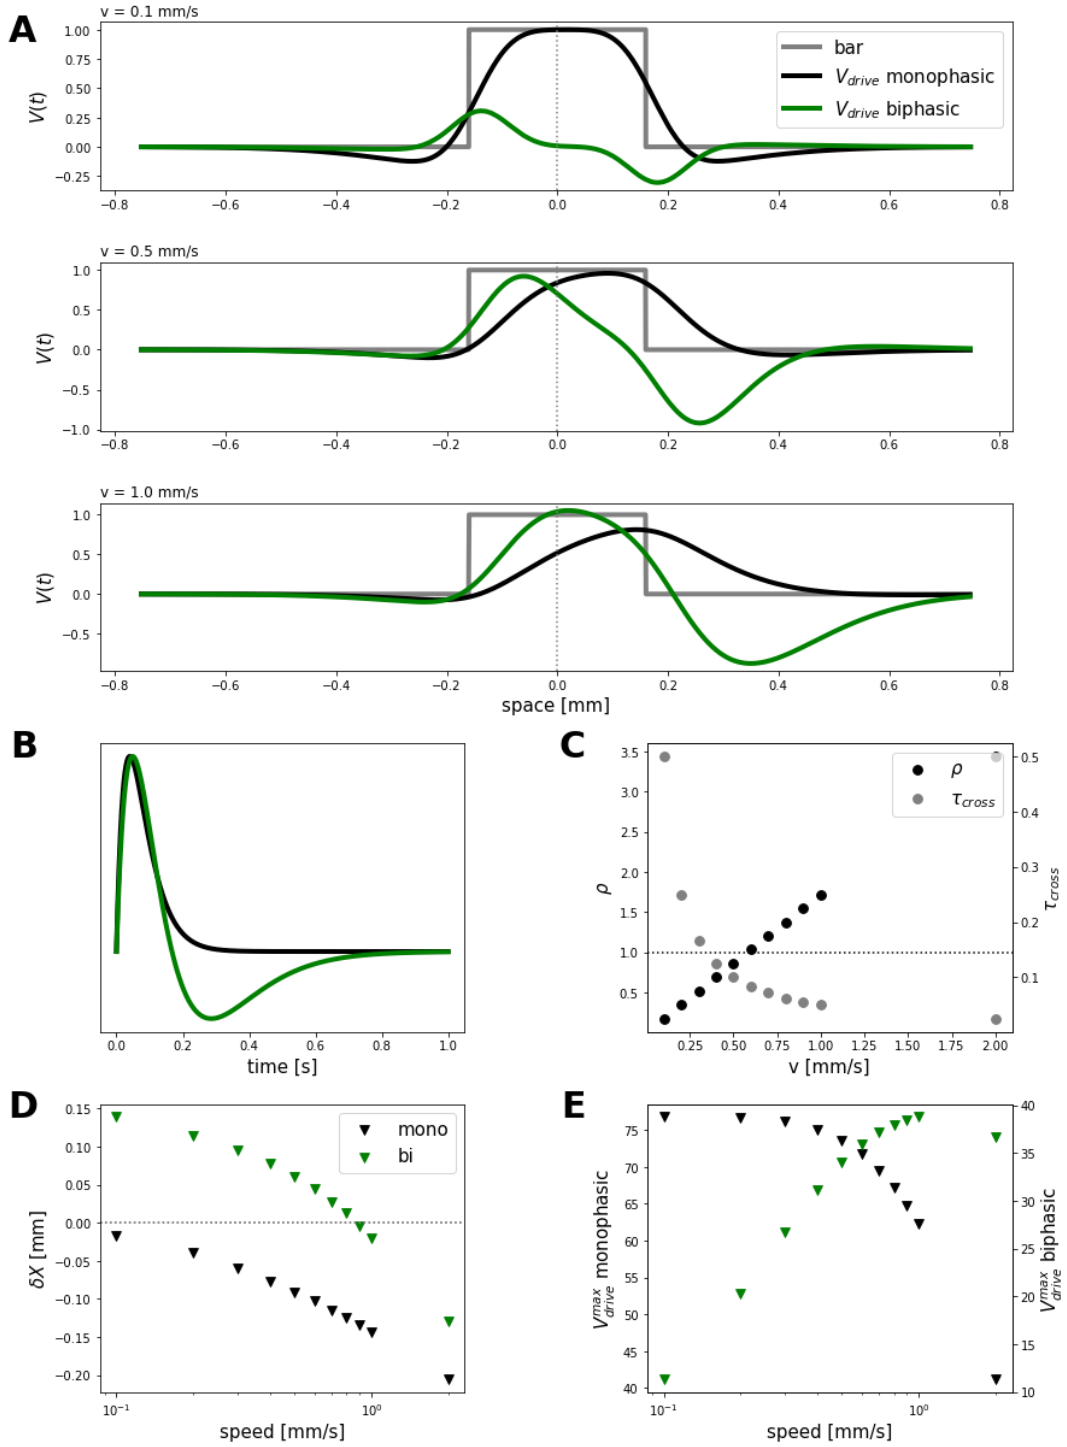 A
v = 0.1 mm/s
V(t)
1.00
0.75
0.50
0.25
0.00
−0.25
bar
V_drive monophasic
V_drive biphasic
−0.8 −0.6 −0.4 −0.2 0.0 0.2 0.4 0.6 0.8
v = 0.5 mm/s
V(t)
1.0
0.5
0.0
−0.5
−1.0
−0.8 −0.6 −0.4 −0.2 0.0 0.2 0.4 0.6 0.8
v = 1.0 mm/s
V(t)
1.0
0.5
0.0
−0.5
−0.8 −0.6 −0.4 −0.2 0.0 0.2 0.4 0.6 0.8
space [mm]
B
0.0 0.2 0.4 0.6 0.8 1.0
time [s]
C
ρ
3.5
3.0
2.5
2.0
1.5
1.0
0.5
ρ
τ_cross
0.5
0.4
0.3
0.2
0.1
τ_cross
0.25 0.50 0.75 1.00 1.25 1.50 1.75 2.00
v [mm/s]
D
δX [mm]
0.15
0.10
0.05
0.00
−0.05
−0.10
−0.15
−0.20
mono
bi
10⁻¹ 10⁰
speed [mm/s]
E
V^max_drive monophasic
75
70
65
60
55
50
45
40
40
35
30
25
20
15
10
V^max_drive biphasic
10⁻¹ 10⁰
speed [mm/s]